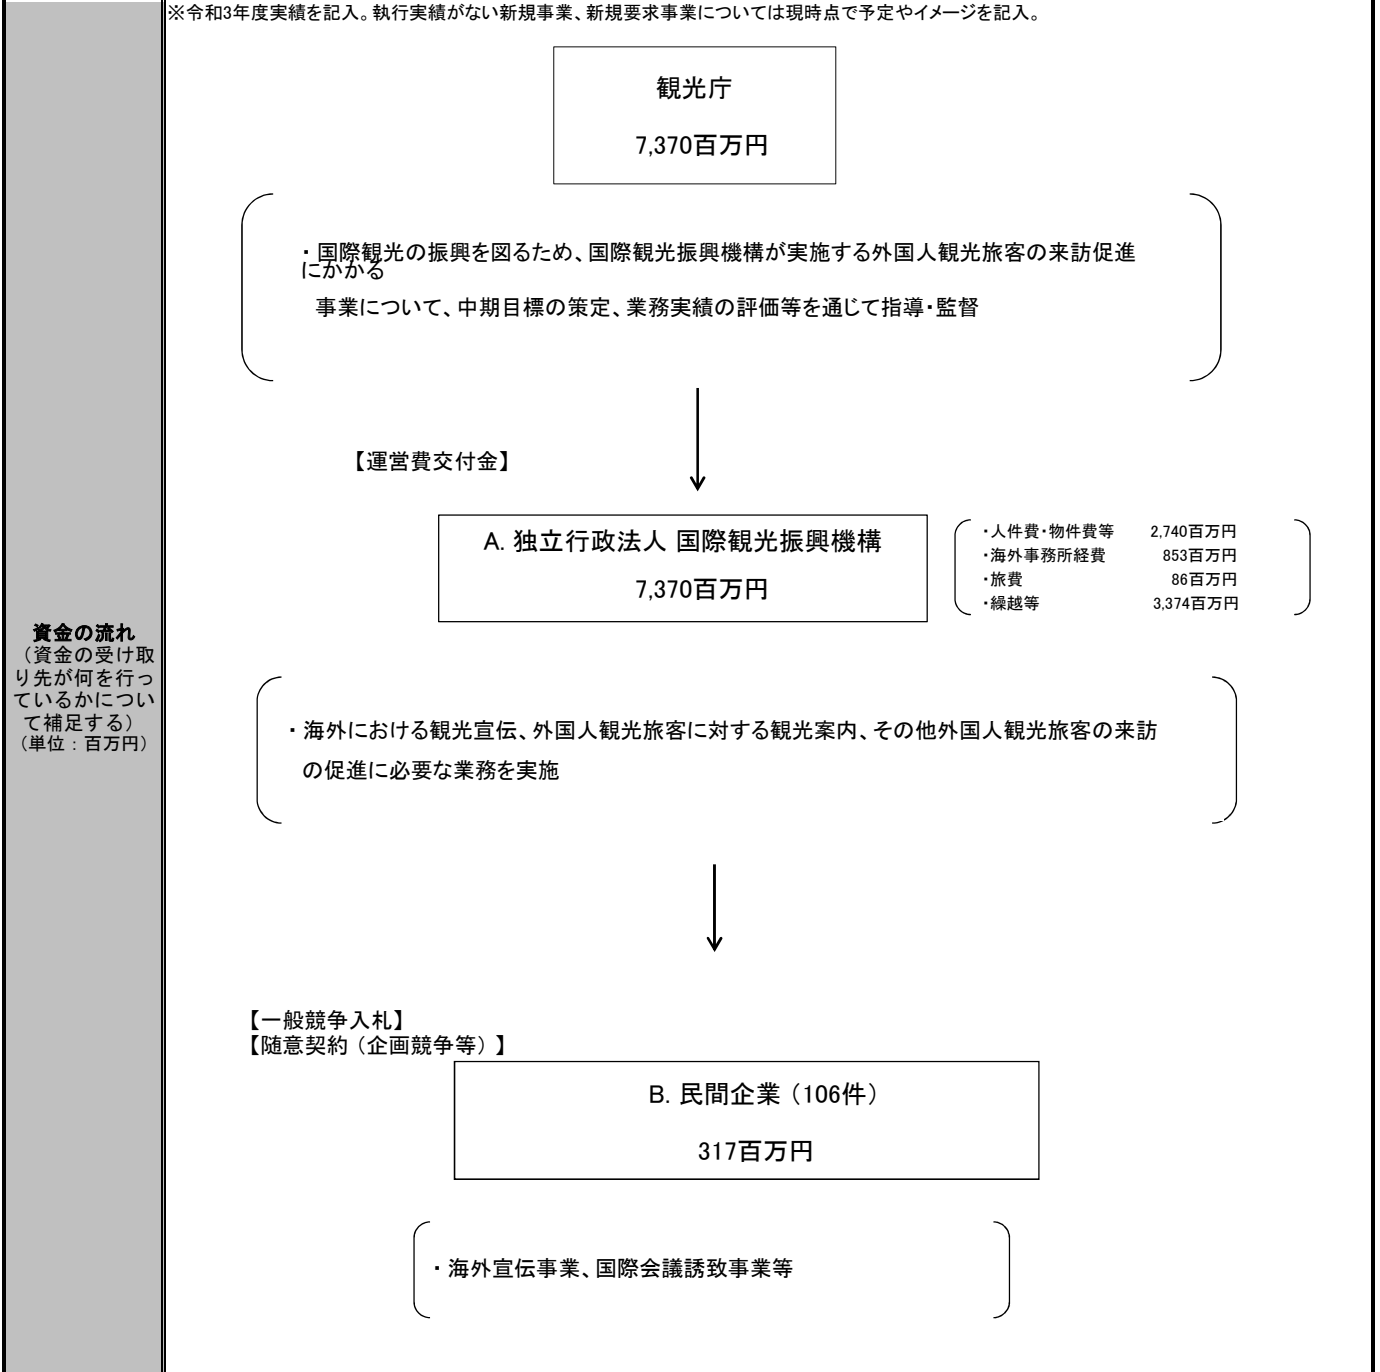 ※令和3年度実績を記入。執行実績がない新規事業、新規要求事業については現時点で予定やイメージを記入。
観光庁
7,370百万円
・国際観光の振興を図るため、国際観光振興機構が実施する外国人観光旅客の来訪促進
にかかる
事業について、中期目標の策定、業務実績の評価等を通じて指導・監督
【運営費交付金】
A. 独立行政法人 国際観光振興機構
7,370百万円
・人件費・物件費等 2,740百万円
・海外事務所経費 853百万円
・旅費 86百万円
・繰越等 3,374百万円
資金の流れ
（資金の受け取
り先が何を行っ
ているかについ
て補足する）
（単位：百万円）
・海外における観光宣伝、外国人観光旅客に対する観光案内、その他外国人観光旅客の来訪
の促進に必要な業務を実施
【一般競争入札】
【随意契約（企画競争等）】
B. 民間企業（106件）
317百万円
・海外宣伝事業、国際会議誘致事業等